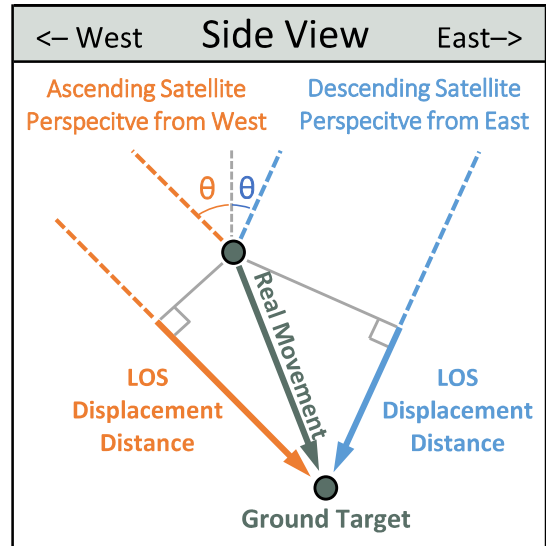 <– West Side View East–>
Ascending Satellite
Perspecitve from West
Descending Satellite
Perspecitve from East
θ θ
Real Movement
LOS
Displacement
Distance
LOS
Displacement
Distance
Ground Target